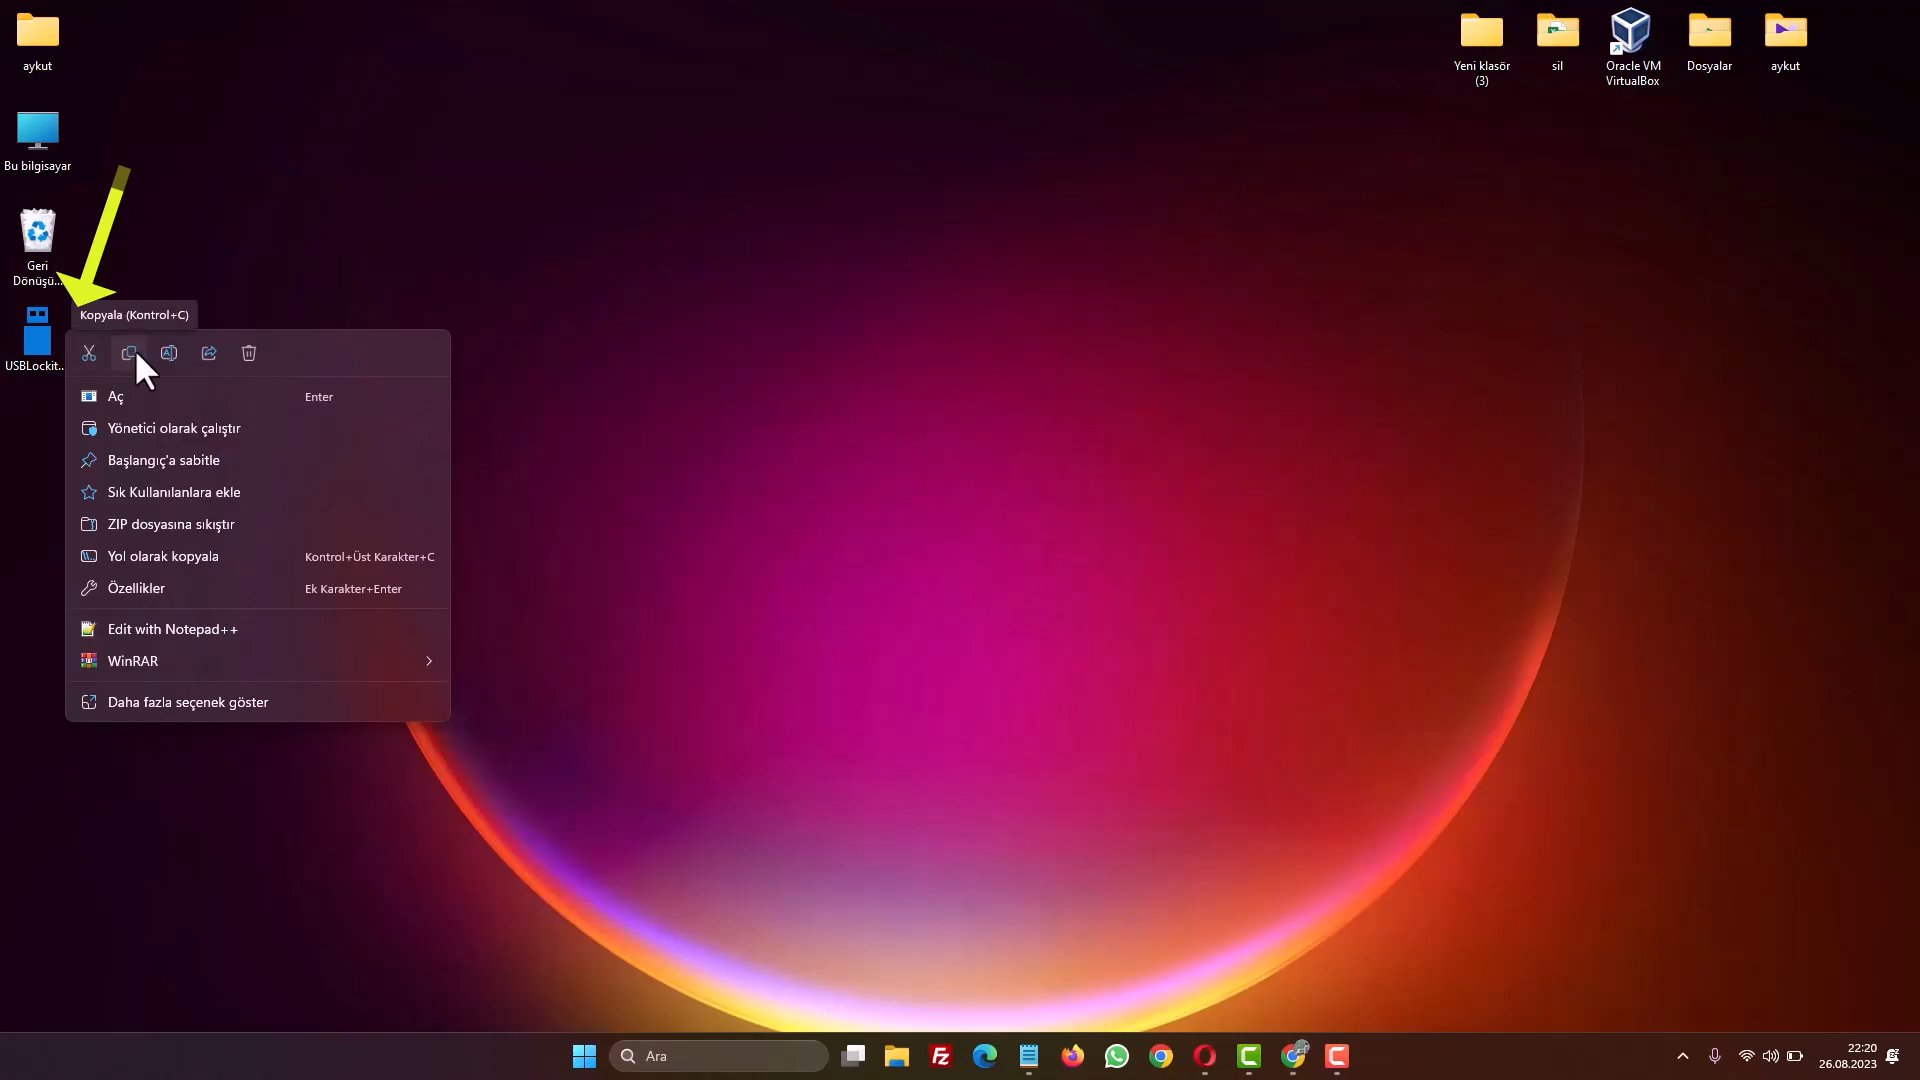 aykut
Bu bilgisayar
Geri
Dönüşü...
USBLockit...
Yeni klasör
(3)
sil
Oracle VM
VirtualBox
Dosyalar
aykut
Kopyala (Kontrol+C)
Aç Enter
Yönetici olarak çalıştır
Başlangıç'a sabitle
Sık Kullanılanlara ekle
ZIP dosyasına sıkıştır
Yol olarak kopyala Kontrol+Üst Karakter+C
Özellikler Ek Karakter+Enter
Edit with Notepad++
WinRAR
Daha fazla seçenek göster
Ara
22:20
26.08.2023